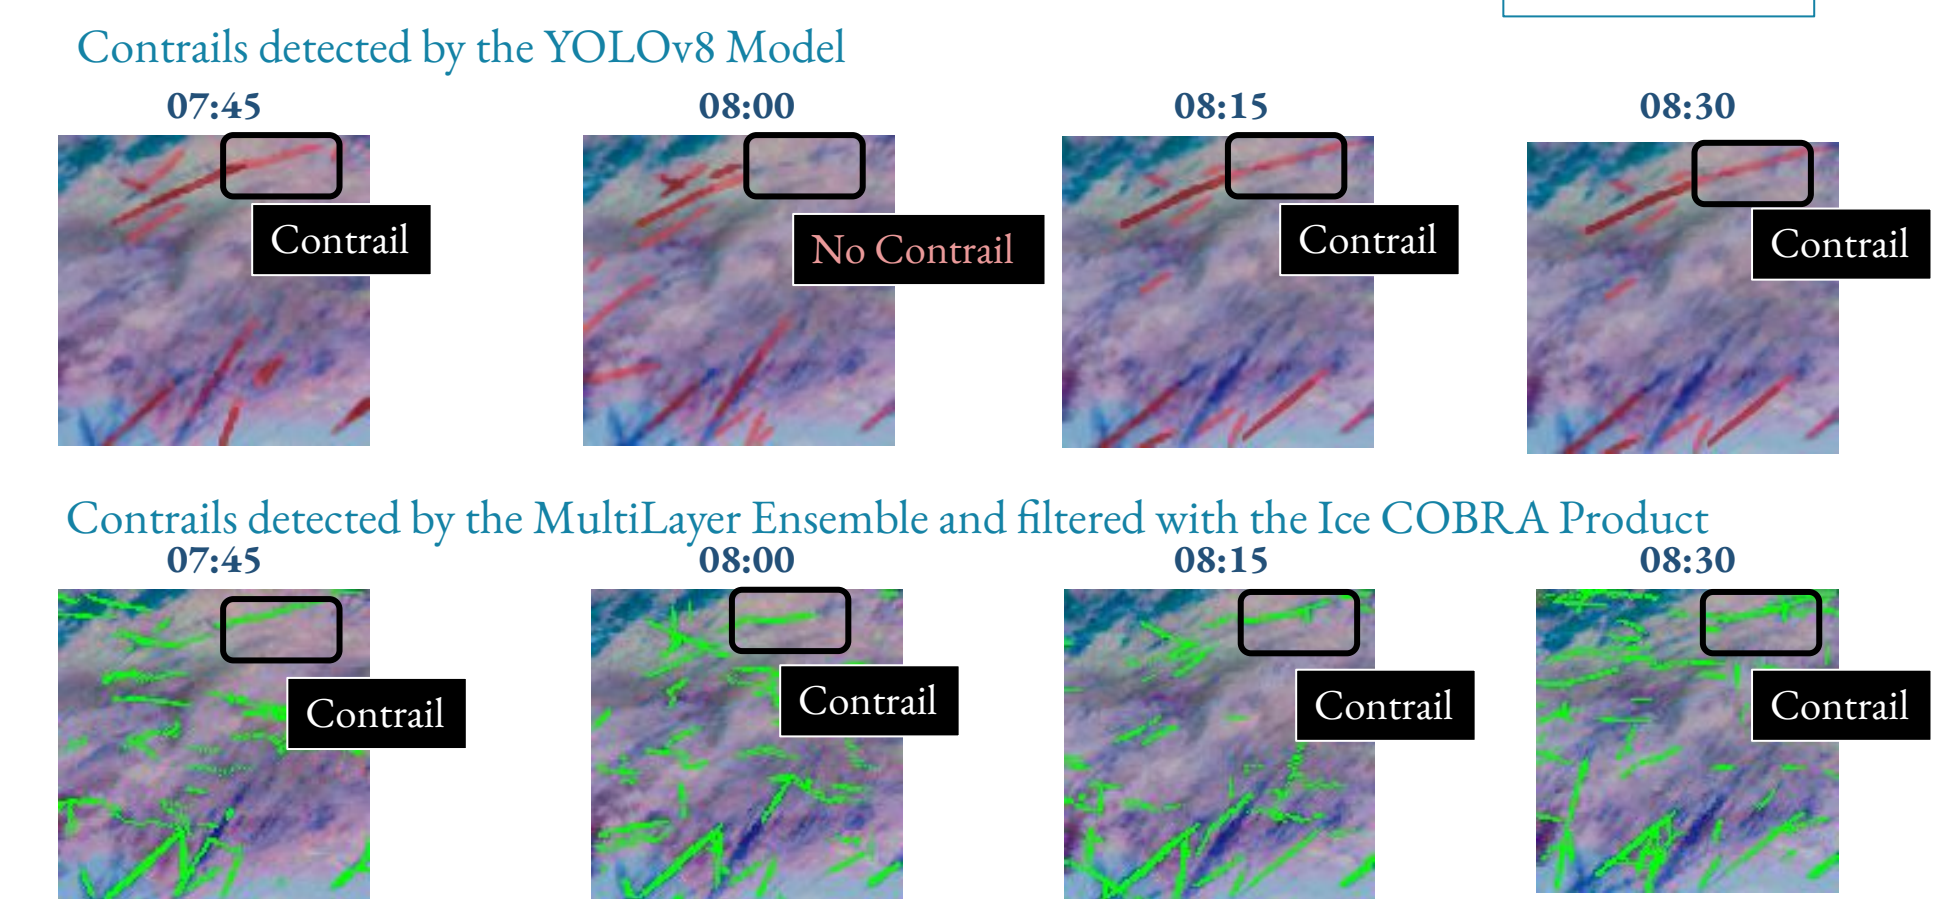 Contrails detected by the YOLOv8 Model
07:45 08:00 08:15 08:30
Contrail
No Contrail
Contrail
Contrail
Contrails detected by the MultiLayer Ensemble and filtered with the Ice COBRA Product
07:45 08:00 08:15 08:30
Contrail
Contrail
Contrail
Contrail